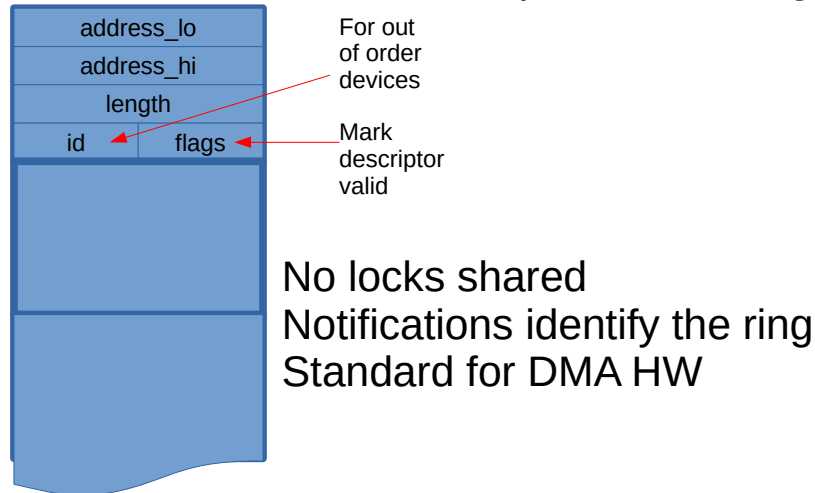 address_lo
address_hi
length
id flags
For out
of order
devices
Mark
descriptor
valid
No locks shared
Notifications identify the ring
Standard for DMA HW